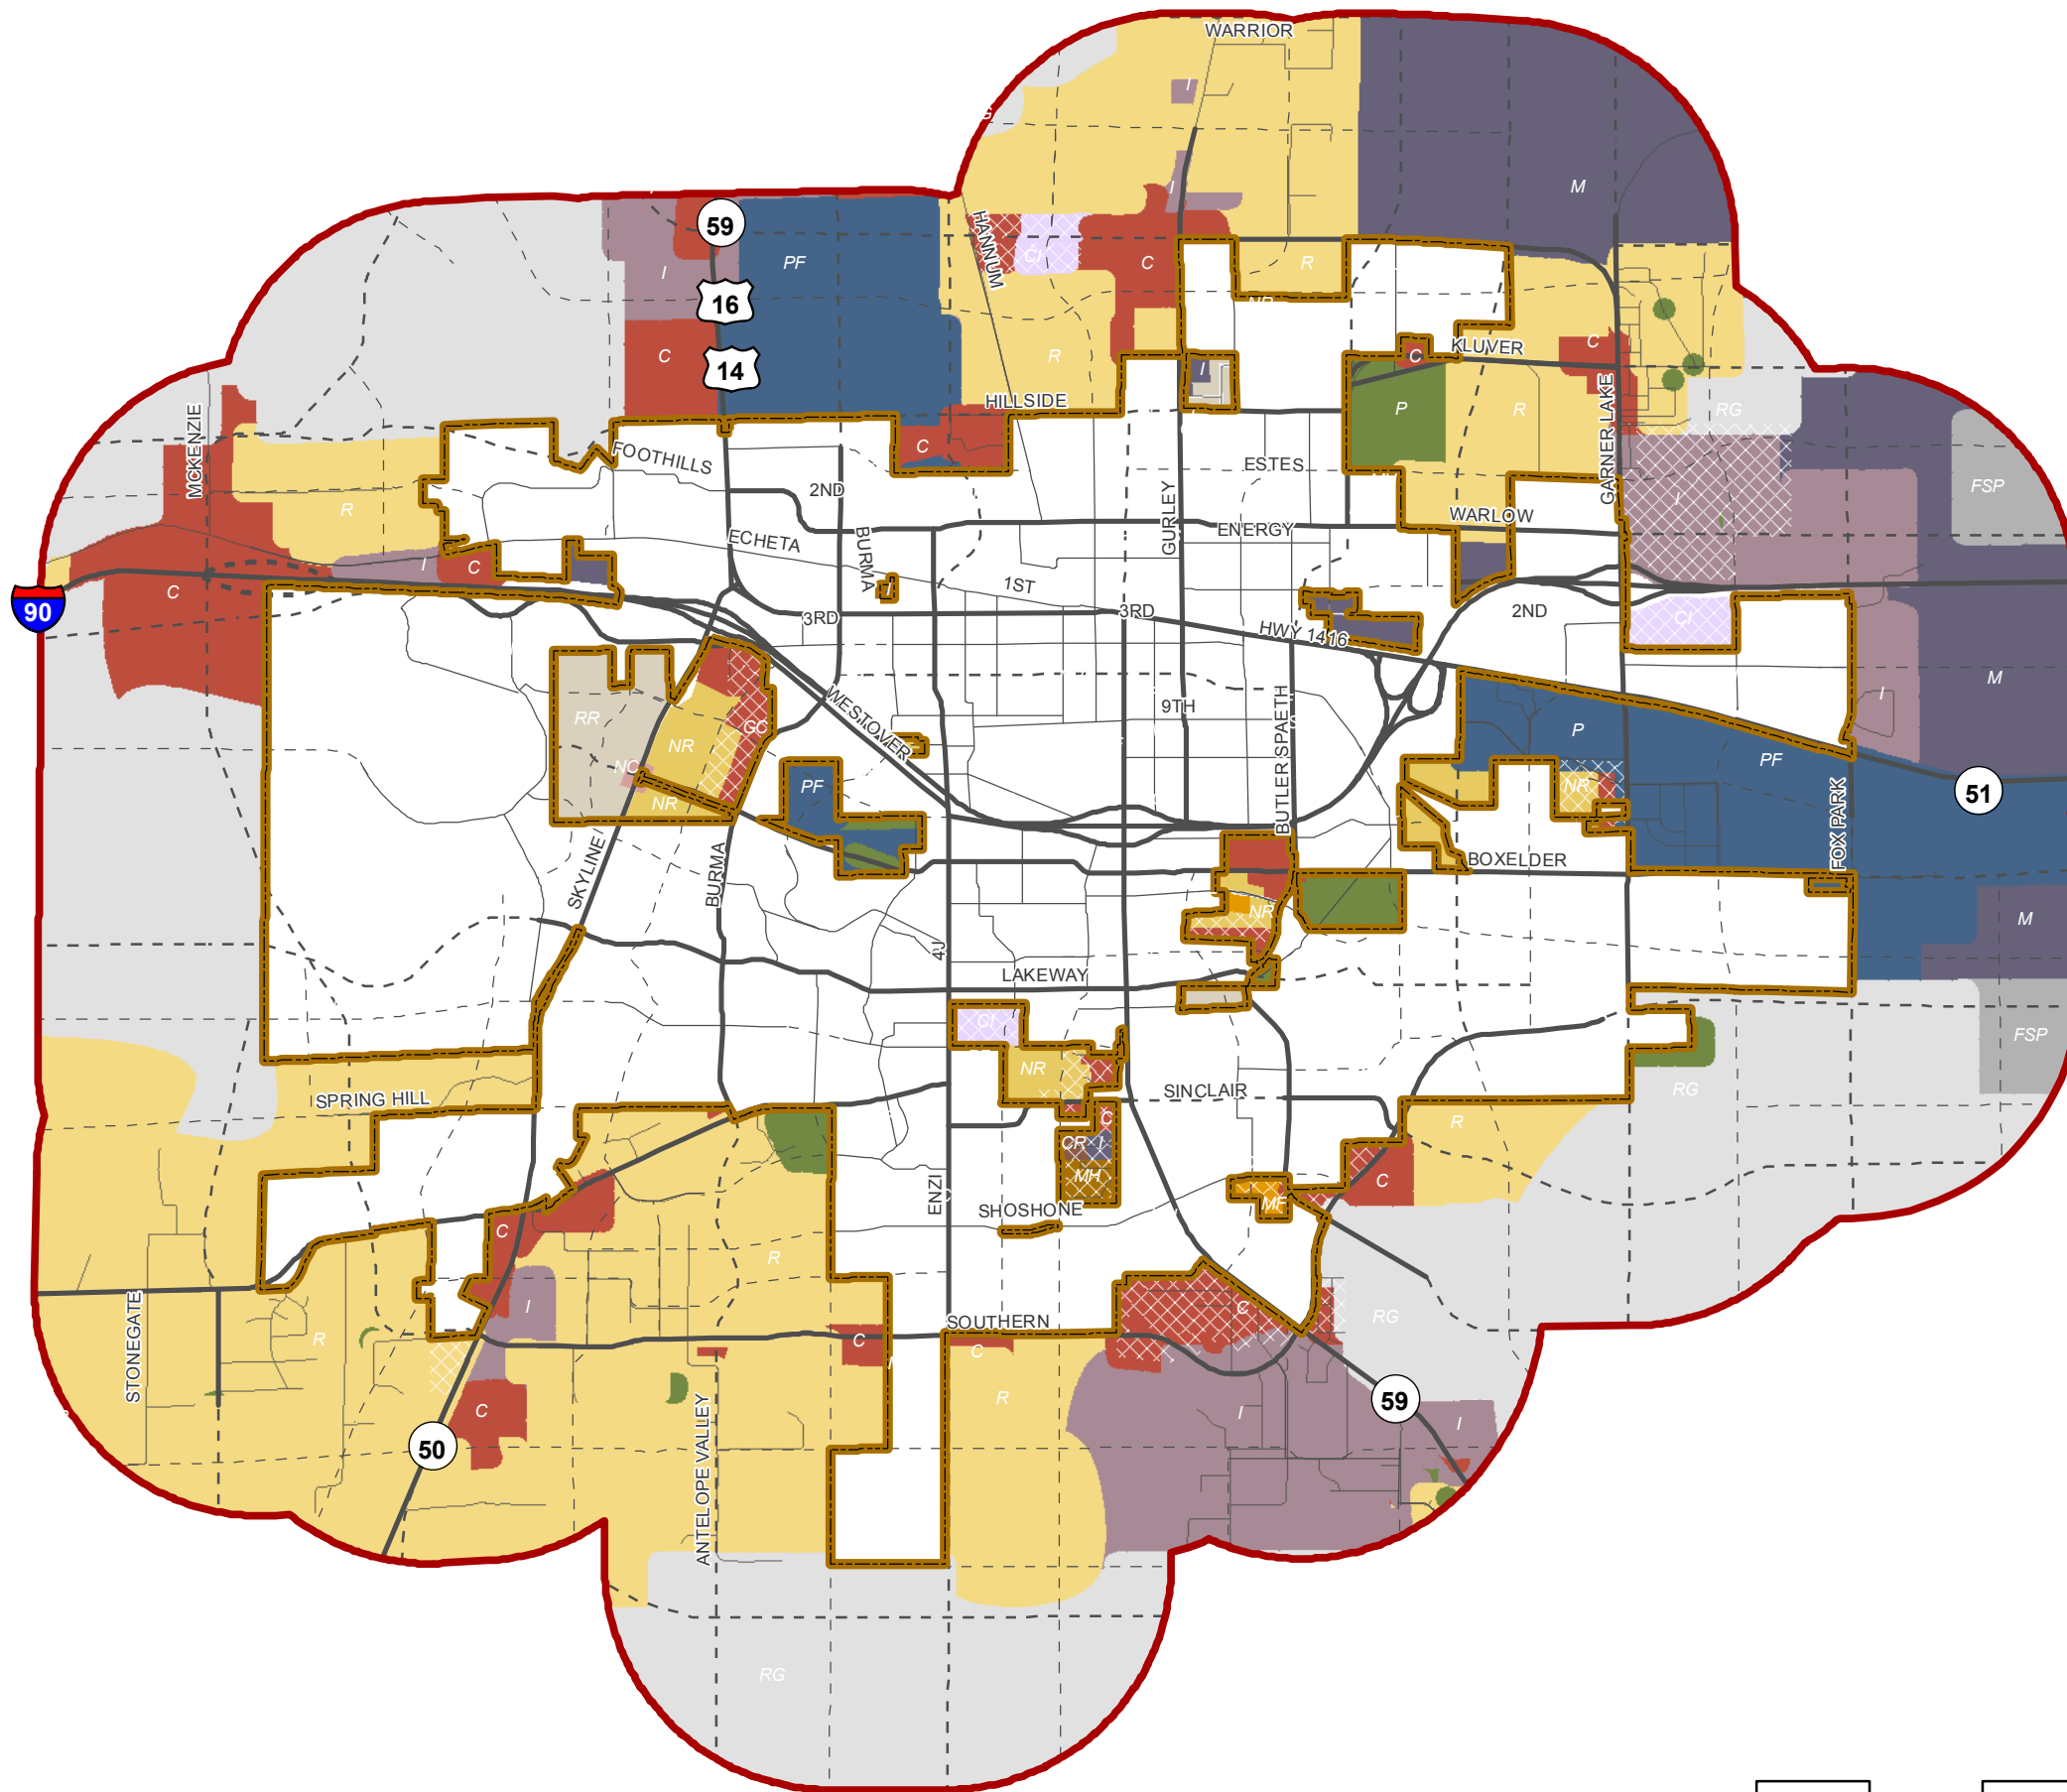 WARRIOR
I
G
M
I
59
HANNUM
CI
C
R
I
PF
16
NR
C
R
C
KLUVER
C
14
I
HILLSIDE
P
R
GARNER LAKE
RG
MCKENZIE
C
FOOTHILLS
ESTES
2ND
FSP
R
GURLEY
I
WARLOW
ENERGY
ECHETA
BURMA
I
C
1ST
I
C
90
3RD
3RD
2ND
HWY 1416
CI
RR
NR
GC
WESTOVER
9TH
BUTLER SPAETH
I
M
P
NC
NR
PF
PF
NR
51
FOX PARK
SKYLINE
BURMA
BOXELDER
NR
M
4J
LAKEWAY
CI
NR
SINCLAIR
FSP
RG
SPRING HILL
C
R
CR
I
MH
C
ENZI
MF
SHOSHONE
C
R
I
C
RG
STONEGATE
R
C
SOUTHERN
C
R
C
I
I
59
50
ANTELOPE VALLEY
RG